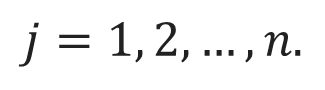 j = 1, 2, ..., n.